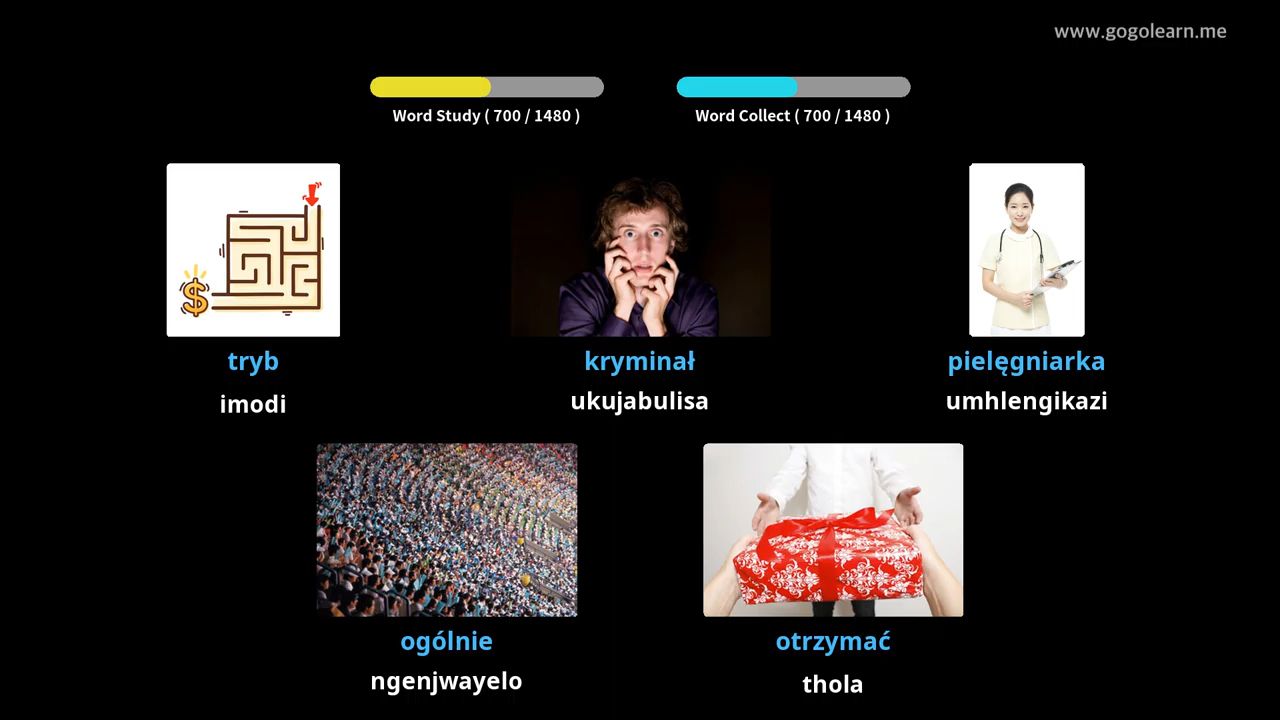 www.gogolearn.me
Word Study ( 700 / 1480 )
Word Collect ( 700 / 1480 )
tryb
imodi
kryminał
ukujabulisa
pielęgniarka
umhlengikazi
ogólnie
ngenjwayelo
otrzymać
thola